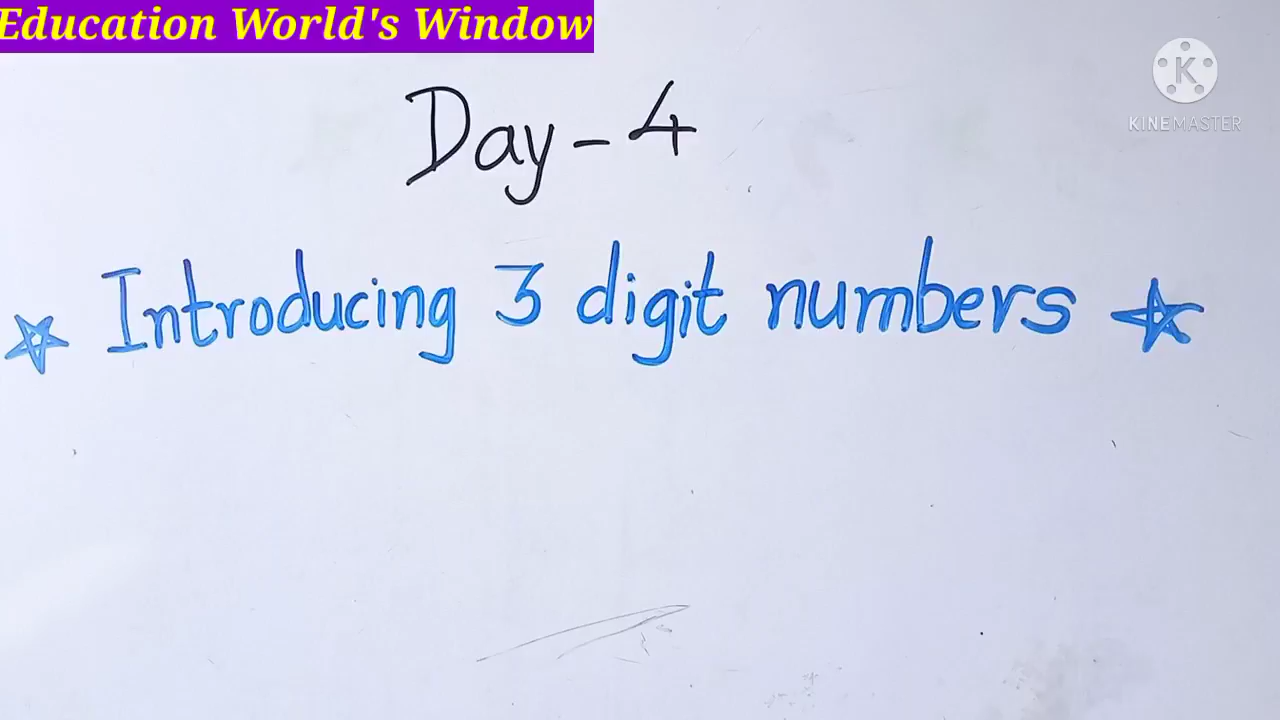 Education World's Window
Day - 4
Introducing 3 digit numbers
KINEMASTER